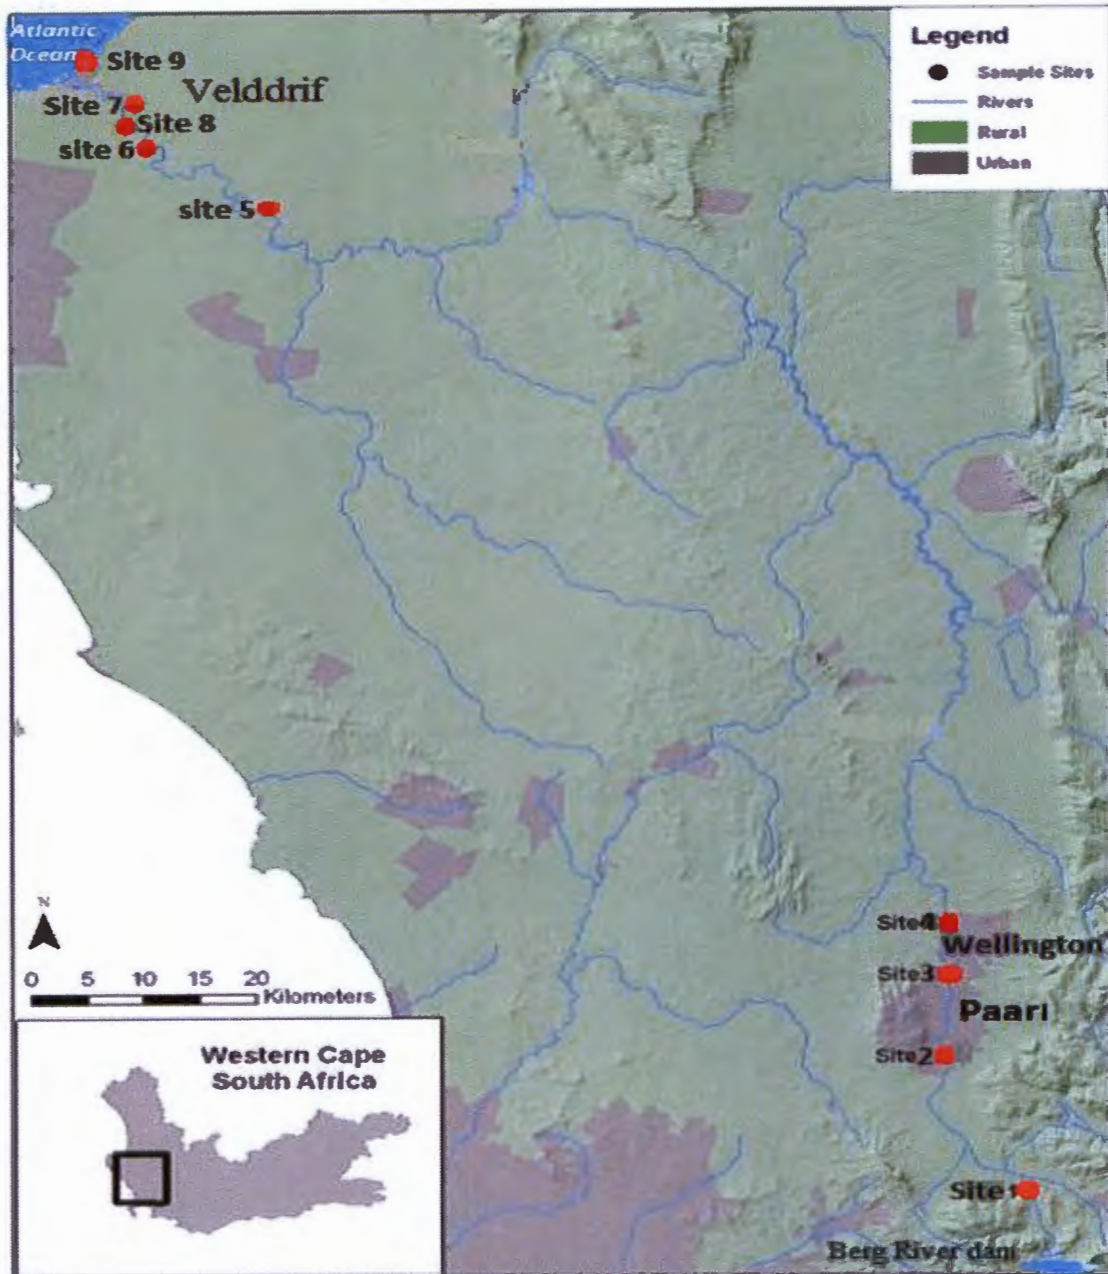 Atlantic
Ocean
Site 9
Site 7
Velddrif
Site 8
site 6
site 5
Legend
Sample Sites
Rivers
Rural
Urban
N
0 5 10 15 20
Kilometers
Site 4
Wellington
Site3
Paarl
Site2
Site 1
Berg River dam
Western Cape
South Africa